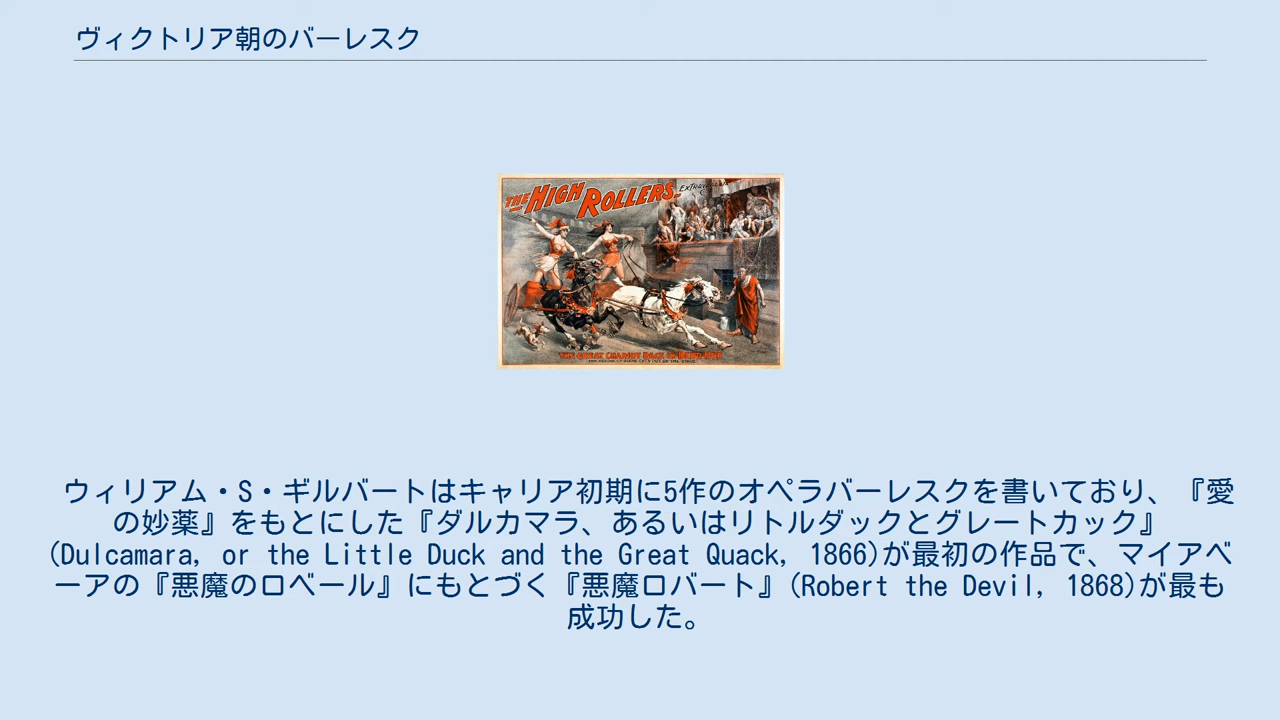 ヴィクトリア朝のバーレスク
THE HIGH ROLLERS
THE GREAT CHARIOT RACE IN
ウィリアム・S・ギルバートはキャリア初期に5作のオペラバーレスクを書いており、『愛
の妙薬』をもとにした『ダルカマラ、あるいはリトルダックとグレートカック』
(Dulcamara, or the Little Duck and the Great Quack, 1866)が最初の作品で、マイアベ
ーアの『悪魔のロベール』にもとづく『悪魔ロバート』(Robert the Devil, 1868)が最も
成功した。